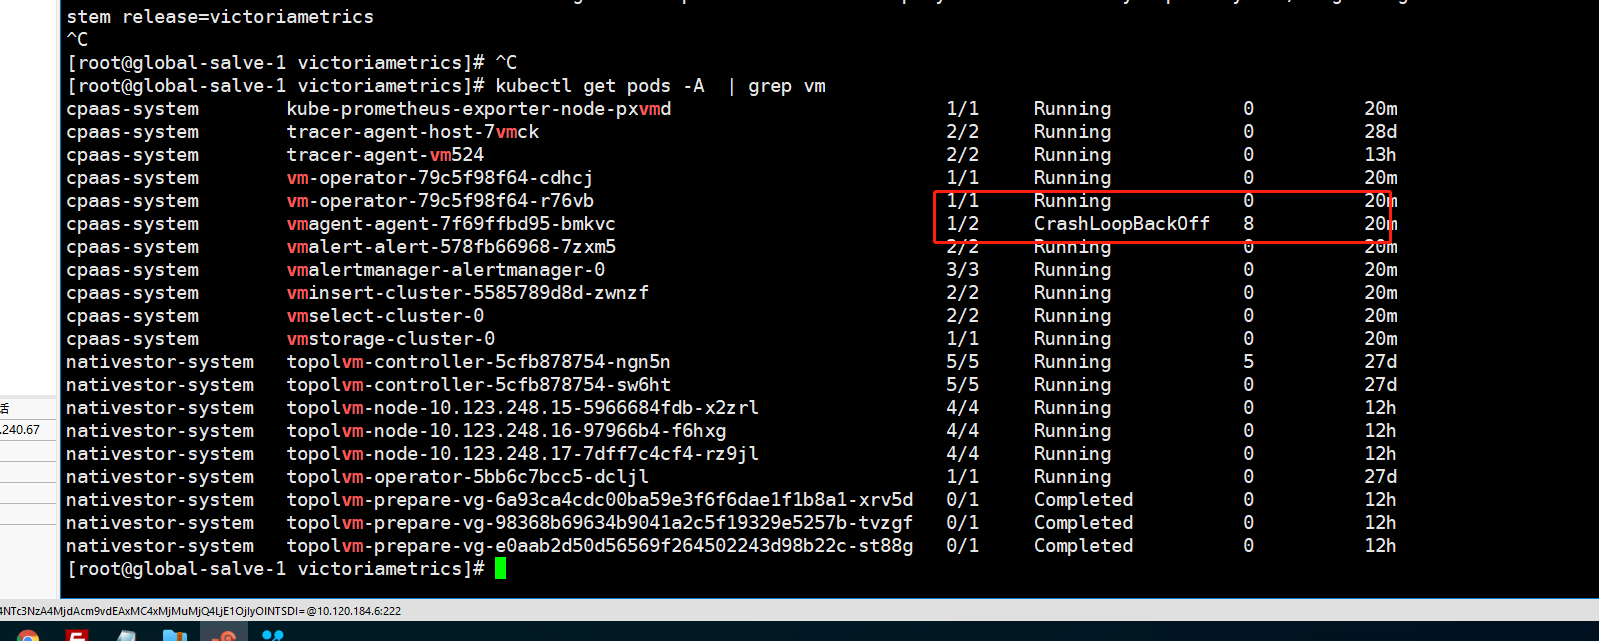 stem release=victoriametrics
^C
[root@global-salve-1 victoriametrics]# ^C
[root@global-salve-1 victoriametrics]# kubectl get pods -A  | grep vm
cpaas-system kube-prometheus-exporter-node-pxvmd 1/1 Running 0 20m
cpaas-system tracer-agent-host-7vmck 2/2 Running 0 28d
cpaas-system tracer-agent-vm524 2/2 Running 0 13h
cpaas-system vm-operator-79c5f98f64-cdhcj 1/1 Running 0 20m
cpaas-system vm-operator-79c5f98f64-r76vb 1/1 Running 0 20m
cpaas-system vmagent-agent-7f69ffbd95-bmkvc 1/2 CrashLoopBackOff 8 20m
cpaas-system vmalert-alert-578fb66968-7zxm5 2/2 Running 0 20m
cpaas-system vmalertmanager-alertmanager-0 3/3 Running 0 20m
cpaas-system vminsert-cluster-5585789d8d-zwnzf 2/2 Running 0 20m
cpaas-system vmselect-cluster-0 2/2 Running 0 20m
cpaas-system vmstorage-cluster-0 1/1 Running 0 20m
nativestor-system topolvm-controller-5cfb878754-ngn5n 5/5 Running 5 27d
nativestor-system topolvm-controller-5cfb878754-sw6ht 5/5 Running 0 27d
nativestor-system topolvm-node-10.123.248.15-5966684fdb-x2zrl 4/4 Running 0 12h
nativestor-system topolvm-node-10.123.248.16-97966b4-f6hxg 4/4 Running 0 12h
nativestor-system topolvm-node-10.123.248.17-7dff7c4cf4-rz9jl 4/4 Running 0 12h
nativestor-system topolvm-operator-5bb6c7bcc5-dcljl 1/1 Running 0 27d
nativestor-system topolvm-prepare-vg-6a93ca4cdc00ba59e3f6f6dae1f1b8a1-xrv5d 0/1 Completed 0 12h
nativestor-system topolvm-prepare-vg-98368b69634b9041a2c5f19329e5257b-tvzgf 0/1 Completed 0 12h
nativestor-system topolvm-prepare-vg-e0aab2d50d56569f264502243d98b22c-st88g 0/1 Completed 0 12h
[root@global-salve-1 victoriametrics]#
活
.240.67
4NTc3NzA4MjdAcm9vdEAxMC4xMjMuMjQ4LjE1OjIyOlNTSDI=@10.120.184.6:222